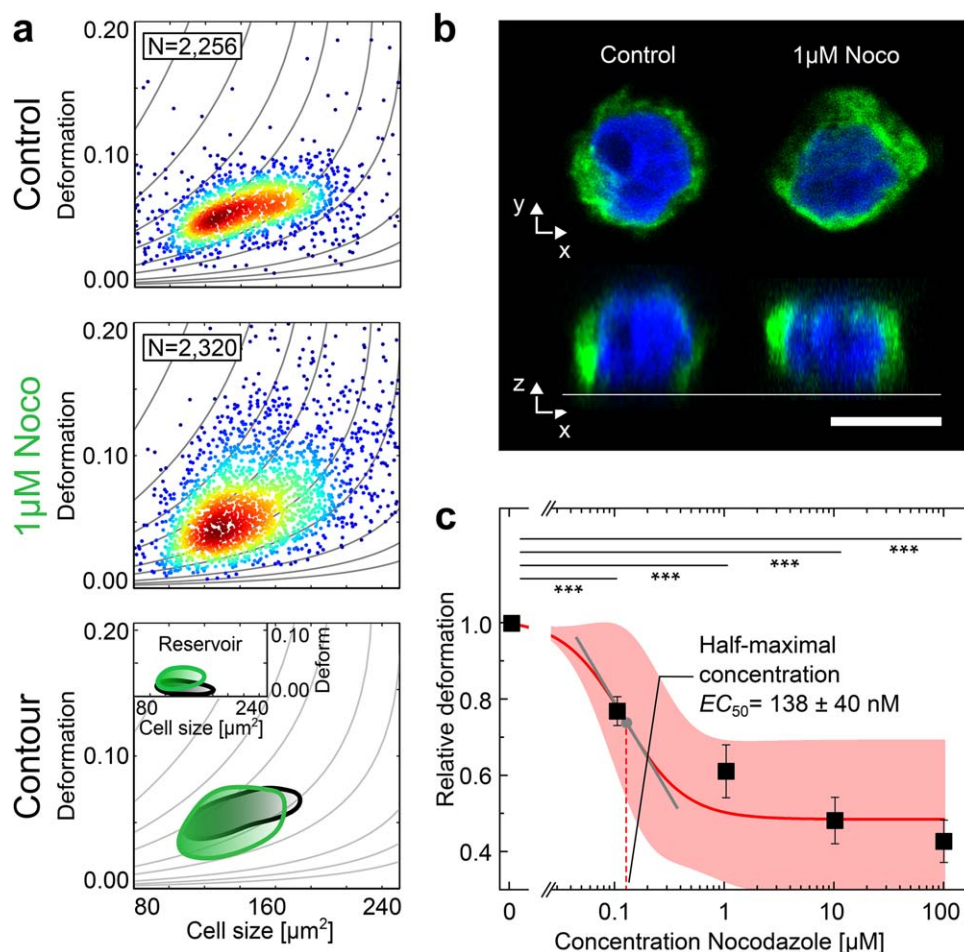 a
Control
Deformation
0.20
0.10
0.00
N=2,256
1µM Noco
Deformation
0.20
0.10
0.00
N=2,320
Contour
Deformation
0.20
0.10
0.00
Reservoir
0.10
0.00
Deform.
80
240
Cell size [µm²]
80
160
240
Cell size [µm²]
b
Control
1µM Noco
y
x
z
x
c
Relative deformation
1.0
0.8
0.6
0.4
***
***
***
***
Half-maximal
concentration
EC50= 138 ± 40 nM
0
0.1
1
10
100
Concentration Nocodazole [µM]